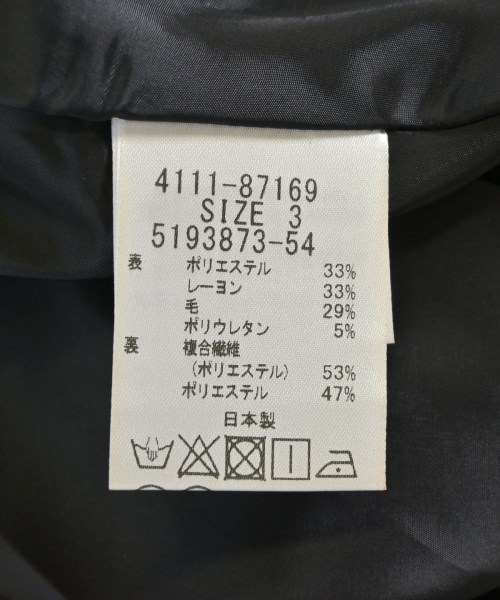 4111-87169
SIZE 3
5193873-54
表 ポリエステル 33%
レーヨン 33%
毛 29%
ポリウレタン 5%
裏 複合繊維
(ポリエステル) 53%
ポリエステル 47%
日本製